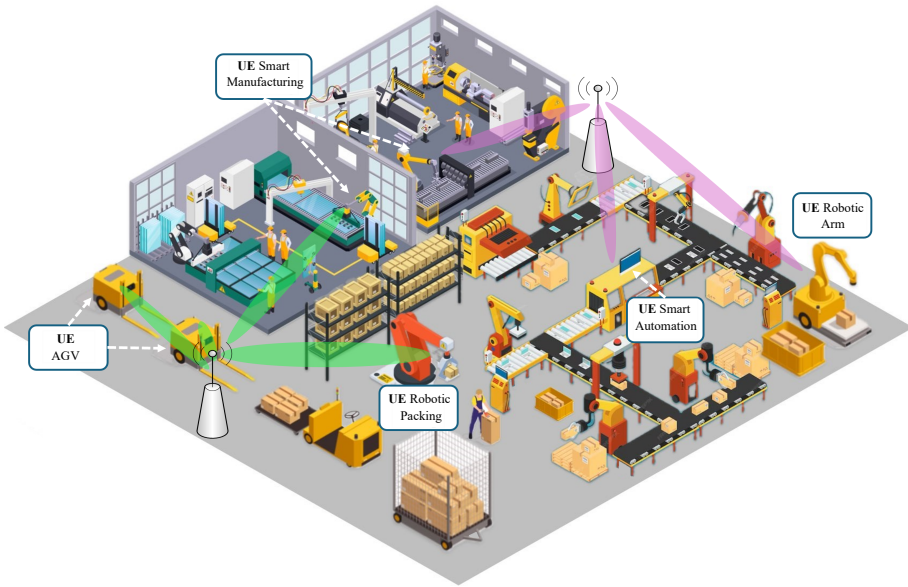 UE Smart
Manufacturing
UE Robotic
Arm
UE Smart
Automation
UE
AGV
UE Robotic
Packing